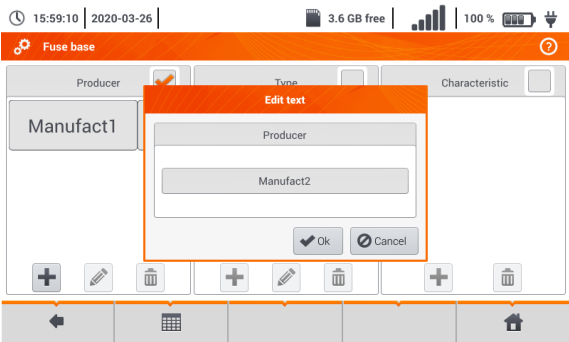 15:59:10 2020-03-26 3.6 GB free 100 %
Fuse base
Producer Type Characteristic
Edit text
Manufact1
Producer
Manufact2
Ok Cancel